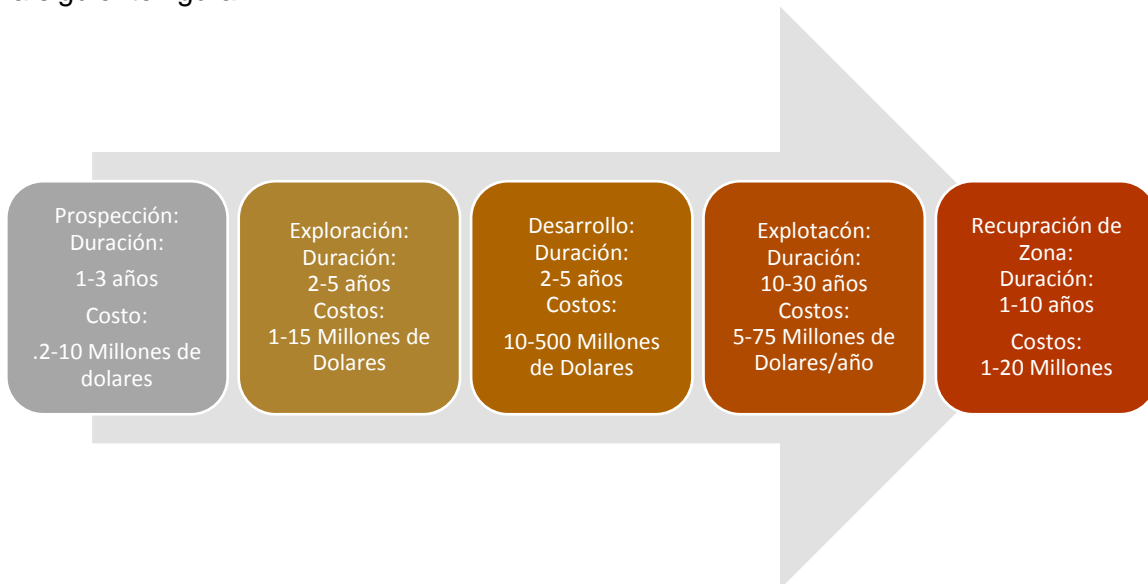 Prospección:
Duración:
1-3 años
Costo:
.2-10 Millones de
dolares
Exploración:
Duración:
2-5 años
Costos:
1-15 Millones de
Dolares
Desarrollo:
Duración:
2-5 años
Costos:
10-500 Millones
de Dolares
Explotacón:
Duración:
10-30 años
Costos:
5-75 Millones de
Dolares/año
Recupración de
Zona:
Duración:
1-10 años
Costos:
1-20 Millones